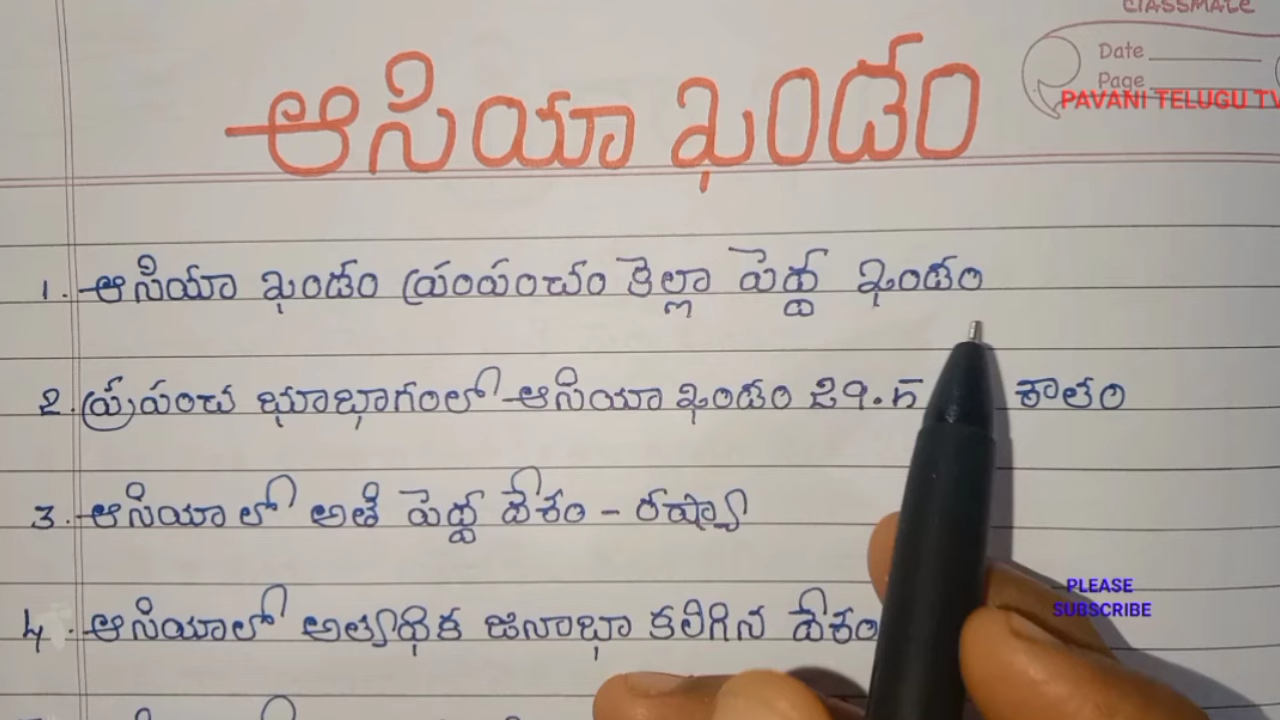 classmate
Date
Page
PAVANI TELUGU TV
ఆసియా ఖండం
1. ఆసియా ఖండం ప్రంపంచం కెల్లా పెద్ద ఖండం
2. ప్రపంచ భూభాగంలో ఆసియా ఖండం 29.5 శాతం
3. ఆసియా లో అతి పెద్ద దేశం - రష్యా
PLEASE
SUBSCRIBE
4. ఆసియాలో అత్యధిక జనాభా కలిగిన దేశం